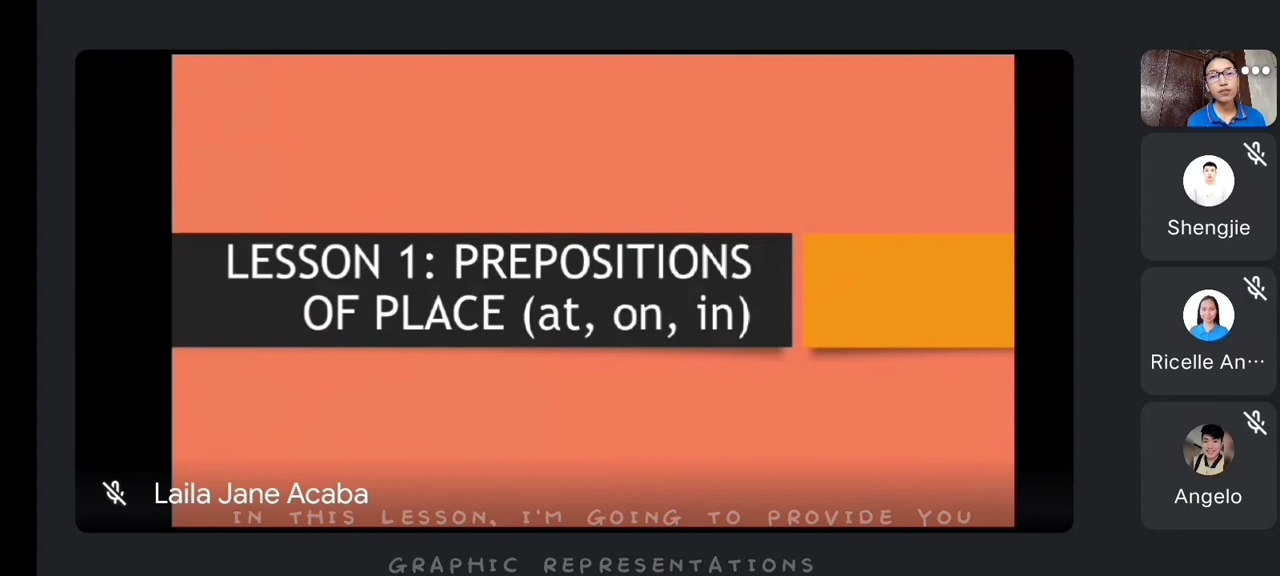 LESSON 1: PREPOSITIONS
OF PLACE (at, on, in)
Laila Jane Acaba
IN THIS LESSON, I'M GOING TO PROVIDE YOU
GRAPHIC REPRESENTATIONS
Shengjie
Ricelle An···
Angelo